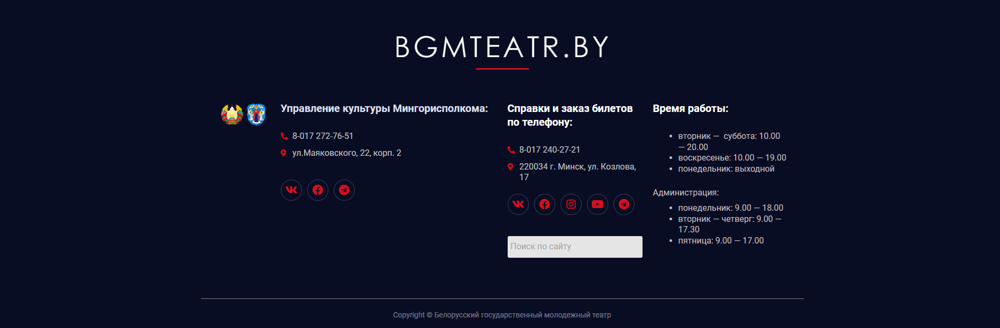 BGMTEATR.BY
Управление культуры Мингорисполкома:
8-017 272-76-51
ул.Маяковского, 22, корп. 2
Справки и заказ билетов
по телефону:
8-017 240-27-21
220034 г. Минск, ул. Козлова,
17
Поиск по сайту
Время работы:
• вторник — суббота: 10.00
— 20.00
• воскресенье: 10.00 — 19.00
• понедельник: выходной
Администрация:
• понедельник: 9.00 — 18.00
• вторник — четверг: 9.00 —
17.30
• пятница: 9.00 — 17.00
Copyright © Белорусский государственный молодежный театр